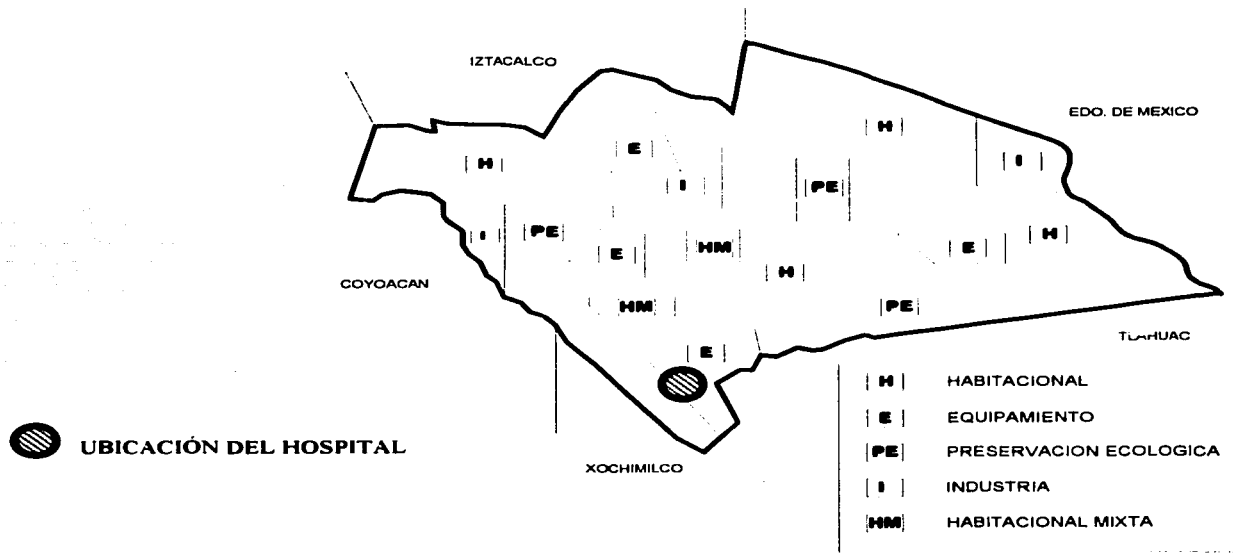 IZTACALCO
EDO. DE MEXICO
H
E
H
I
I
PE
PE
I
E
HM
E
H
H
COYOACAN
HM
PE
TLAHUAC
E
H HABITACIONAL
E EQUIPAMIENTO
UBICACIÓN DEL HOSPITAL
PE PRESERVACION ECOLOGICA
XOCHIMILCO
I INDUSTRIA
HM HABITACIONAL MIXTA